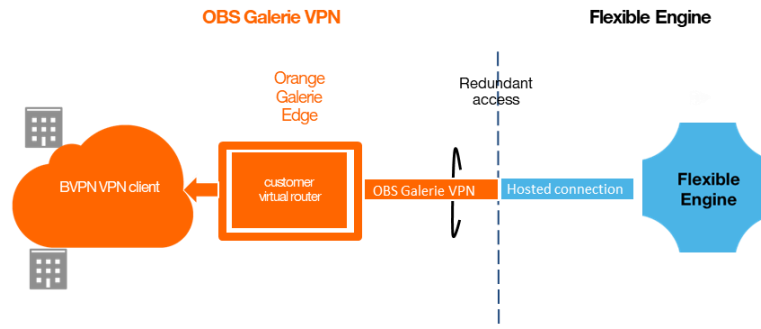 OBS Galerie VPN
Flexible Engine
Orange
Galerie
Edge
Redundant
access
BVPN VPN client
customer
virtual router
OBS Galerie VPN
Hosted connection
Flexible
Engine